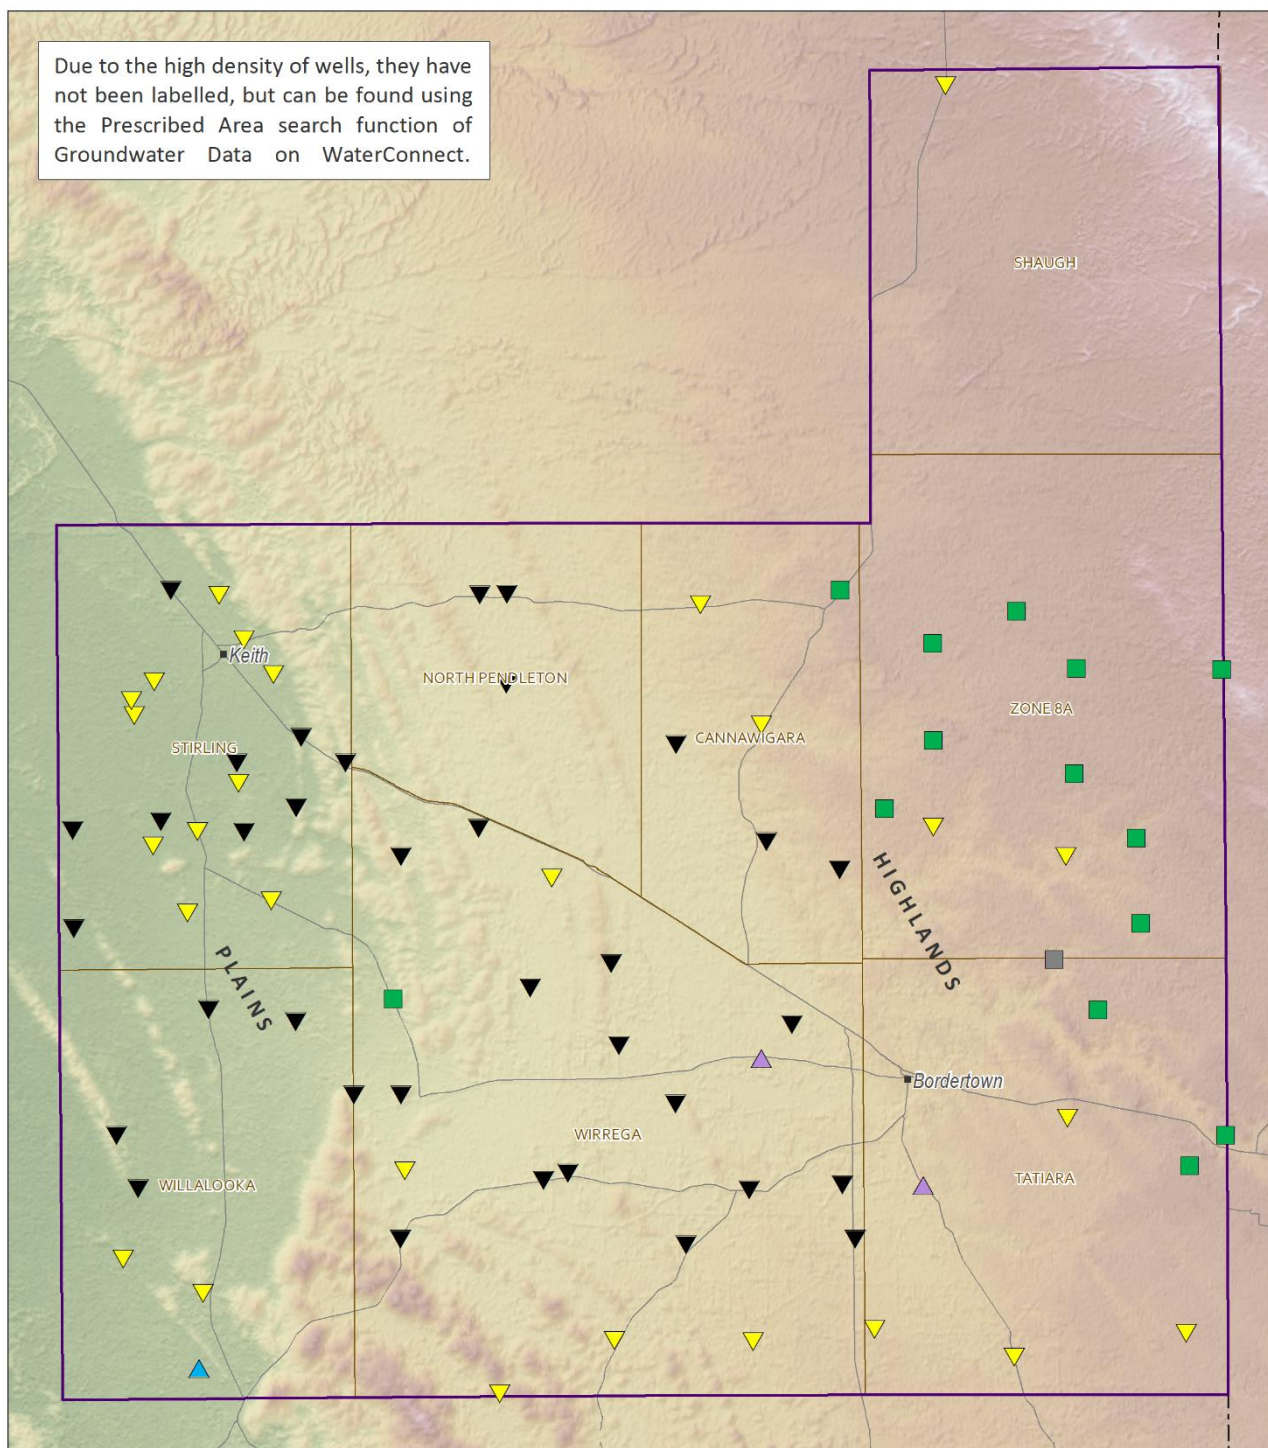 Due to the high density of wells, they have
not been labelled, but can be found using
the Prescribed Area search function of
Groundwater Data on WaterConnect.
SHAUGH
Keith
NORTH PENDLETON
ZONE 8A
STIRLING
CANNAWIGARA
HIGHLANDS
PLAINS
Bordertown
WIRREGA
WILLALOOKA
TATIARA